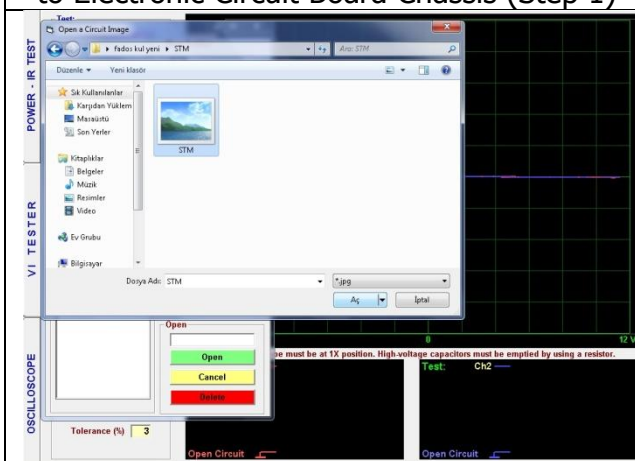 to Electronic Circuit Board Chassis (Step 1)
Test:
Open a Circuit Image
fados kul yeni ▸ STM
Ara: STM
Düzenle
Yeni klasör
Sık Kullanılanlar
Karşıdan Yüklem
Masaüstü
Son Yerler
Kitaplıklar
Belgeler
Müzik
Resimler
Video
Ev Grubu
Bilgisayar
STM
Dosya Adı: STM
*.jpg
Aç
İptal
POWER - IR TEST
VI TESTER
OSCILLOSCOPE
Open
Open
Cancel
Delete
Tolerance (%) 3
8
12 V
be must be at 1X position. High-voltage capacitors must be emptied by using a resistor.
Test: Ch2
Open Circuit
Open Circuit